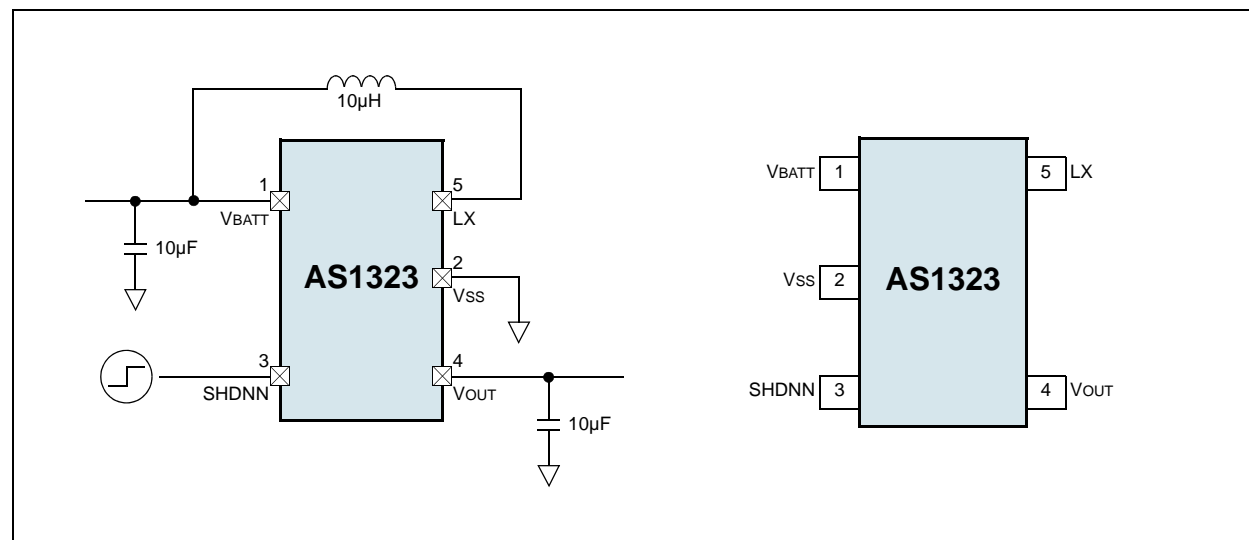 10µH
1
VBATT
5
LX
10µF
AS1323
2
VSS
3
SHDNN
4
VOUT
10µF
VBATT 1
5 LX
VSS 2
AS1323
SHDNN 3
4 VOUT